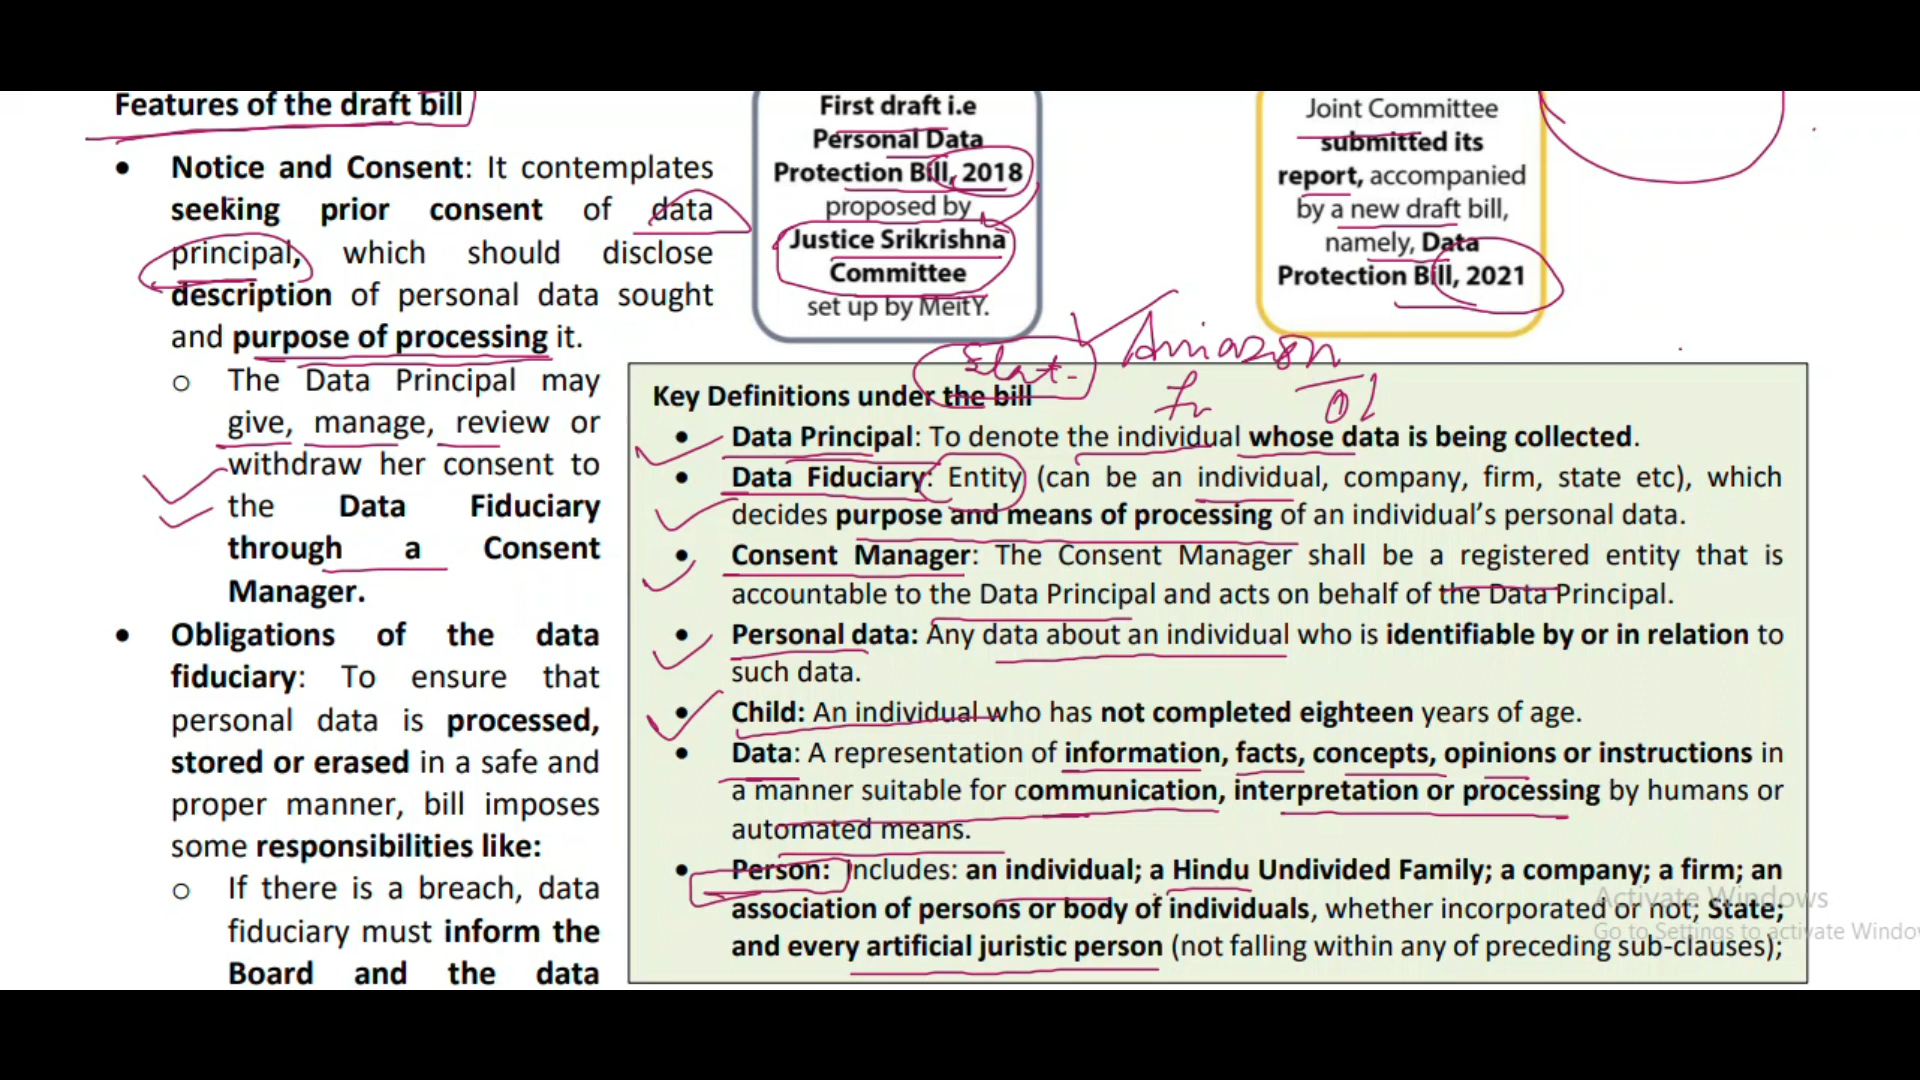 Features of the draft bill
• Notice and Consent: It contemplates
seeking prior consent of data
principal, which should disclose
description of personal data sought
and purpose of processing it.
o The Data Principal may
give, manage, review or
withdraw her consent to
the Data Fiduciary
through a Consent
Manager.
• Obligations of the data
fiduciary: To ensure that
personal data is processed,
stored or erased in a safe and
proper manner, bill imposes
some responsibilities like:
o If there is a breach, data
fiduciary must inform the
Board and the data
First draft i.e
Personal Data
Protection Bill, 2018
proposed by
Justice Srikrishna
Committee
set up by MeitY.
Joint Committee
submitted its
report, accompanied
by a new draft bill,
namely, Data
Protection Bill, 2021
Amazon
Key Definitions under the bill
• Data Principal: To denote the individual whose data is being collected.
• Data Fiduciary: Entity (can be an individual, company, firm, state etc), which
decides purpose and means of processing of an individual’s personal data.
• Consent Manager: The Consent Manager shall be a registered entity that is
accountable to the Data Principal and acts on behalf of the Data Principal.
• Personal data: Any data about an individual who is identifiable by or in relation to
such data.
• Child: An individual who has not completed eighteen years of age.
• Data: A representation of information, facts, concepts, opinions or instructions in
a manner suitable for communication, interpretation or processing by humans or
automated means.
• Person: Includes: an individual; a Hindu Undivided Family; a company; a firm; an
association of persons or body of individuals, whether incorporated or not; State;
and every artificial juristic person (not falling within any of preceding sub-clauses);
Activate Windows
Go to Settings to activate Windo